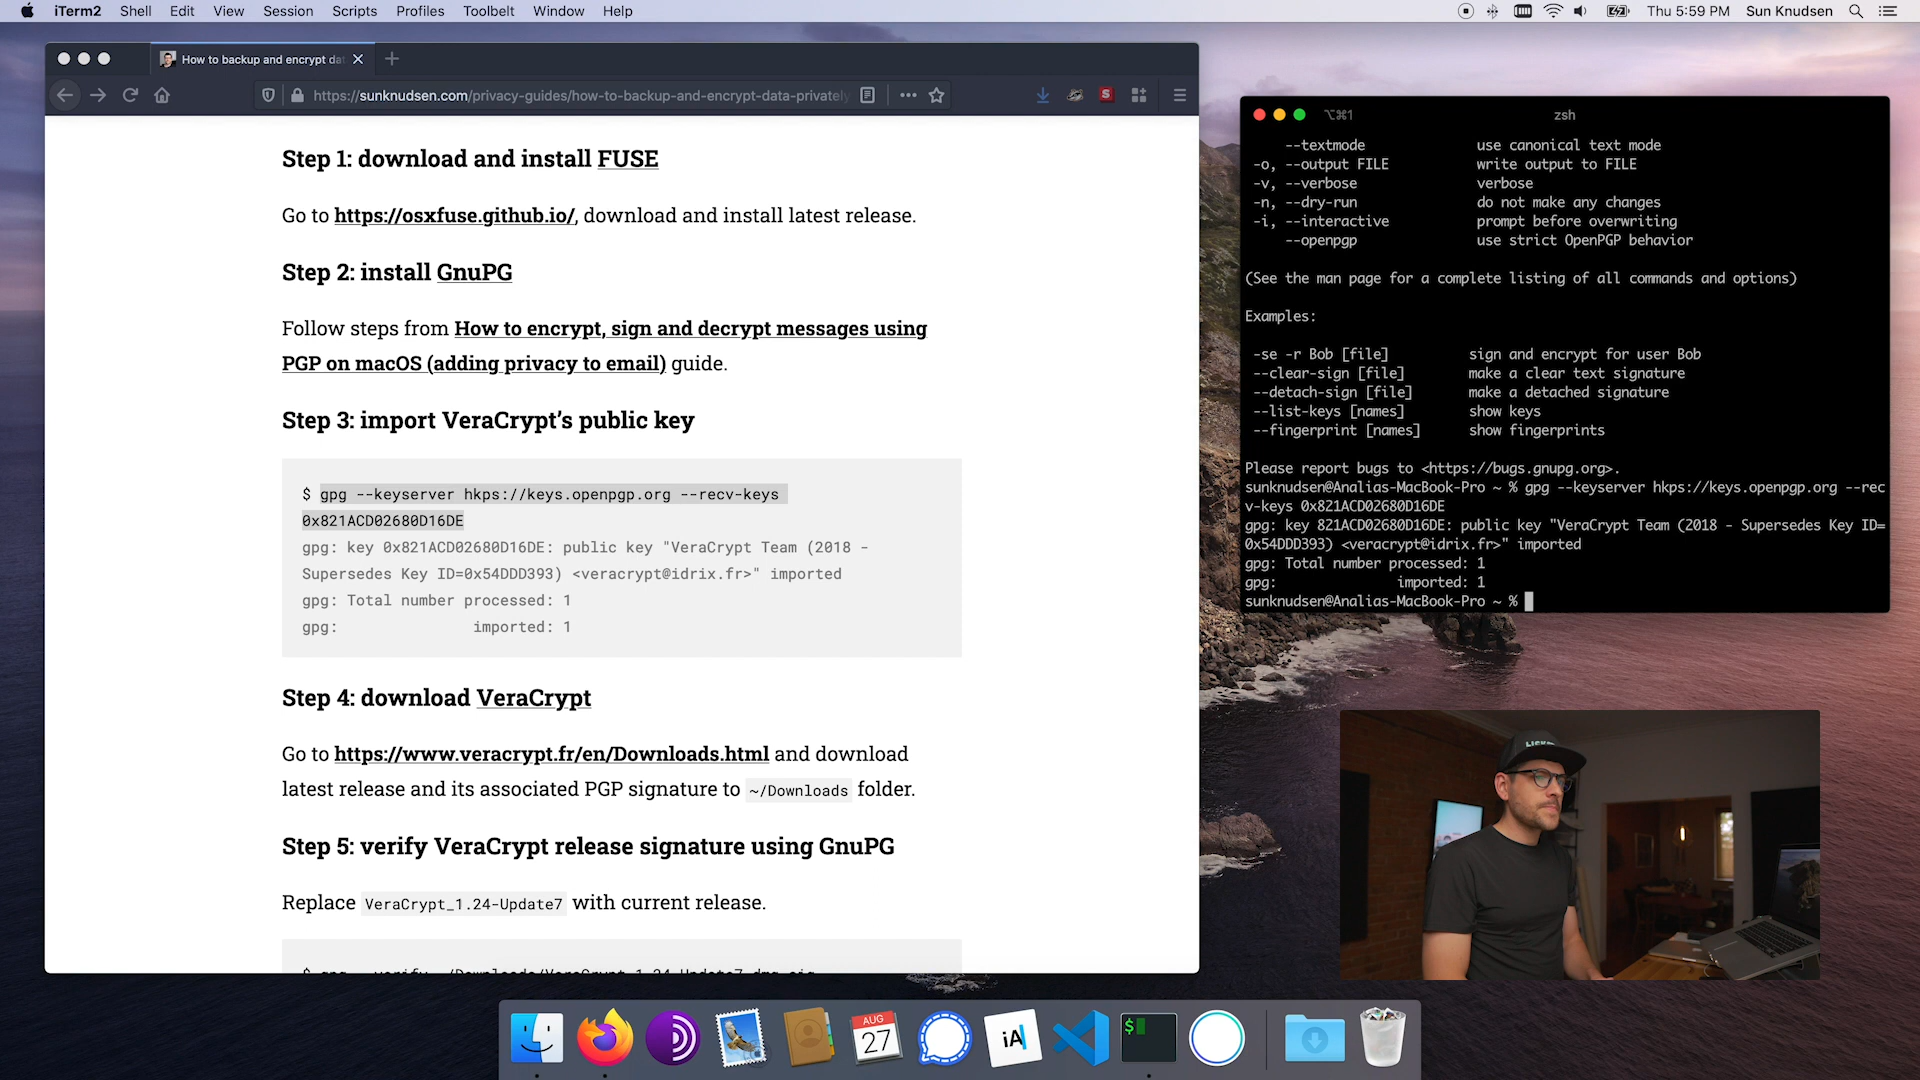 iTerm2 Shell Edit View Session Scripts Profiles Toolbelt Window Help
Thu 5:59 PM Sun Knudsen
How to backup and encrypt dat
https://sunknudsen.com/privacy-guides/how-to-backup-and-encrypt-data-privately
Step 1: download and install FUSE
Go to https://osxfuse.github.io/, download and install latest release.
Step 2: install GnuPG
Follow steps from How to encrypt, sign and decrypt messages using
PGP on macOS (adding privacy to email) guide.
Step 3: import VeraCrypt’s public key
$ gpg --keyserver hkps://keys.openpgp.org --recv-keys
0x821ACD02680D16DE
gpg: key 0x821ACD02680D16DE: public key "VeraCrypt Team (2018 -
Supersedes Key ID=0x54DDD393) <veracrypt@idrix.fr>" imported
gpg: Total number processed: 1
gpg:               imported: 1
Step 4: download VeraCrypt
Go to https://www.veracrypt.fr/en/Downloads.html and download
latest release and its associated PGP signature to ~/Downloads folder.
Step 5: verify VeraCrypt release signature using GnuPG
Replace VeraCrypt_1.24-Update7 with current release.
$ gpg --verify ~/Downloads/VeraCrypt_1.24-Update7.dmg.sig
⌥⌘1 zsh
--textmode use canonical text mode
-o, --output FILE write output to FILE
-v, --verbose verbose
-n, --dry-run do not make any changes
-i, --interactive prompt before overwriting
--openpgp use strict OpenPGP behavior
(See the man page for a complete listing of all commands and options)
Examples:
-se -r Bob [file] sign and encrypt for user Bob
--clear-sign [file] make a clear text signature
--detach-sign [file] make a detached signature
--list-keys [names] show keys
--fingerprint [names] show fingerprints
Please report bugs to <https://bugs.gnupg.org>.
sunknudsen@Analias-MacBook-Pro ~ % gpg --keyserver hkps://keys.openpgp.org --rec
v-keys 0x821ACD02680D16DE
gpg: key 821ACD02680D16DE: public key "VeraCrypt Team (2018 - Supersedes Key ID=
0x54DDD393) <veracrypt@idrix.fr>" imported
gpg: Total number processed: 1
gpg:               imported: 1
sunknudsen@Analias-MacBook-Pro ~ %
AUG
27
iA
$